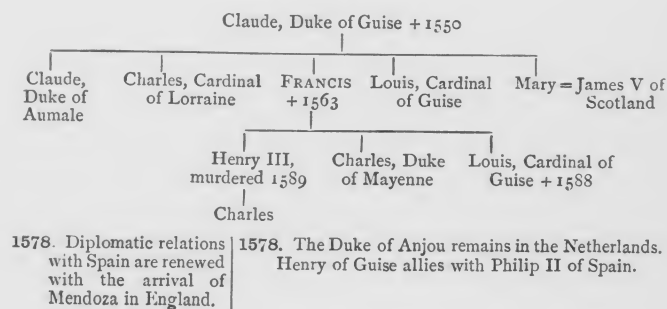 Claude, Duke of Guise + 1550
Claude, Duke of Aumale
Charles, Cardinal of Lorraine
FRANCIS + 1563
Louis, Cardinal of Guise
Mary = James V of Scotland
Henry III, murdered 1589
Charles, Duke of Mayenne
Louis, Cardinal of Guise + 1588
Charles
1578. Diplomatic relations
with Spain are renewed
with the arrival of
Mendoza in England.
1578. The Duke of Anjou remains in the Netherlands.
Henry of Guise allies with Philip II of Spain.